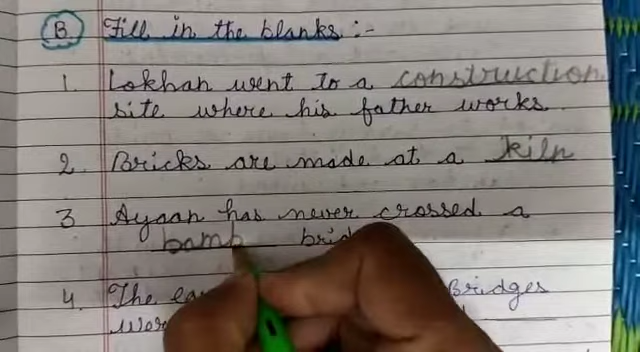 B. Fill in the blanks :-
1. Lokhan went to a construction
site where his father works.
2. Bricks are made at a kiln
3 Ayaan has never crossed a
bamb
4. The Bridges